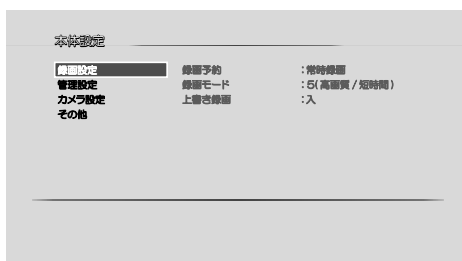 本体設定
録画設定 録画予約 :常時録画
管理設定 録画モード :5(高画質/短時間)
カメラ設定 上書き録画 :入
その他